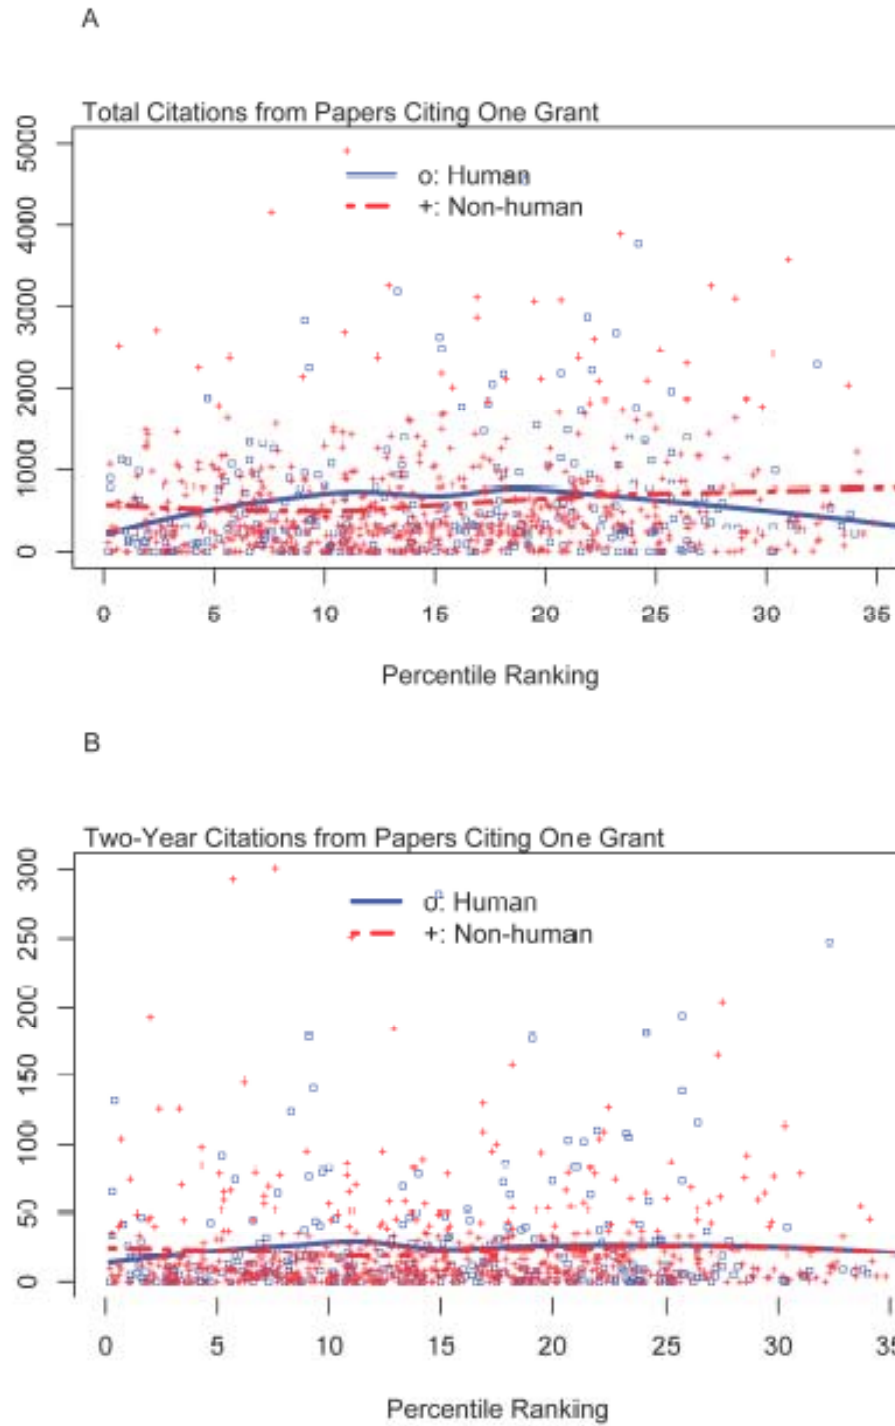 A
Total Citations from Papers Citing One Grant
5000
4000
3000
2000
1000
0
o: Human
+: Non-human
0 5 10 15 20 25 30 35
Percentile Ranking
B
Two-Year Citations from Papers Citing One Grant
300
250
200
150
100
50
0
o: Human
+: Non-human
0 5 10 15 20 25 30 35
Percentile Ranking